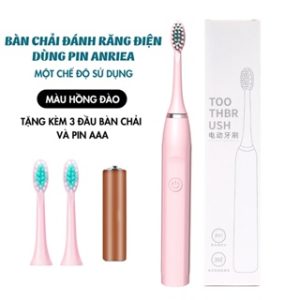 BÀN CHẢI ĐÁNH RĂNG ĐIỆN
DÙNG PIN ANRIEA
MỘT CHẾ ĐỘ SỬ DỤNG
MÀU HỒNG ĐÀO
TẶNG KÈM 3 ĐẦU BÀN CHẢI
VÀ PIN AAA
TOO
THBR
USH
电动牙刷